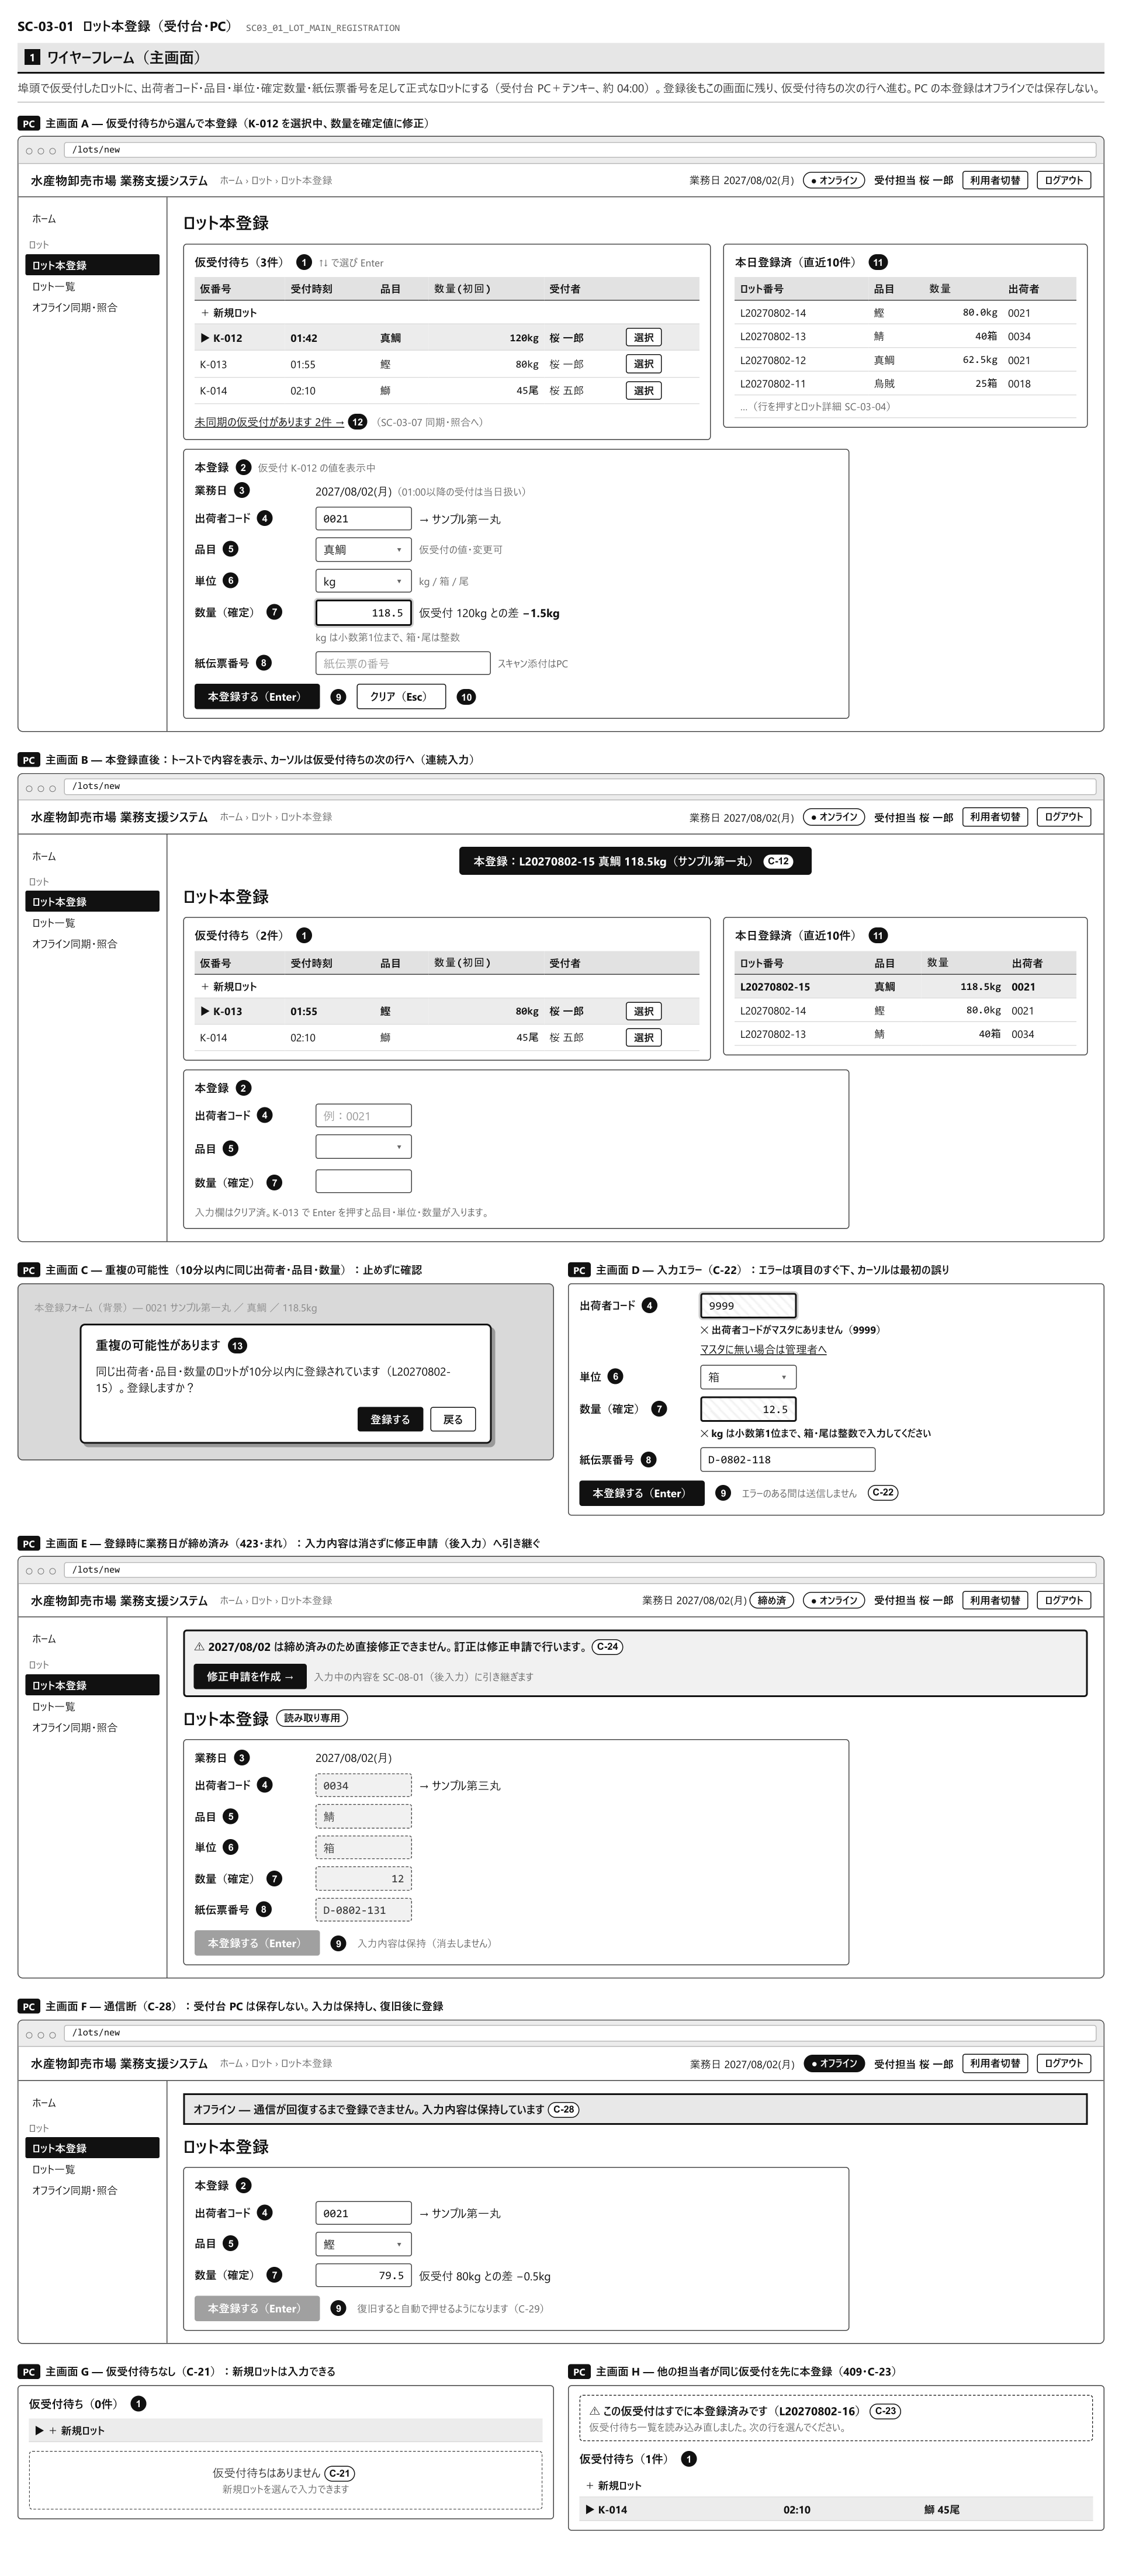 SC-03-01 ロット本登録（受付台・PC） SC03_01_LOT_MAIN_REGISTRATION
1 ワイヤーフレーム（主画面）
埠頭で仮受付したロットに、出荷者コード・品目・単位・確定数量・紙伝票番号を足して正式なロットにする（受付台 PC＋テンキー、約 04:00）。登録後もこの画面に残り、仮受付待ちの次の行へ進む。PC の本登録はオフラインでは保存しない。
PC 主画面 A — 仮受付待ちから選んで本登録（K-012 を選択中、数量を確定値に修正）
/lots/new
水産物卸売市場 業務支援システム ホーム › ロット › ロット本登録 業務日 2027/08/02(月) ● オンライン 受付担当 桜 一郎 利用者切替 ログアウト
ホーム
ロット
ロット本登録
ロット一覧
オフライン同期・照合
ロット本登録
仮受付待ち（3件） 1 ↑↓ で選び Enter
仮番号 受付時刻 品目 数量(初回) 受付者
＋ 新規ロット
▶ K-012 01:42 真鯛 120kg 桜 一郎 選択
K-013 01:55 鰹 80kg 桜 一郎 選択
K-014 02:10 鰤 45尾 桜 五郎 選択
未同期の仮受付があります 2件 → 12 （SC-03-07 同期・照合へ）
本日登録済（直近10件） 11
ロット番号 品目 数量 出荷者
L20270802-14 鰹 80.0kg 0021
L20270802-13 鯖 40箱 0034
L20270802-12 真鯛 62.5kg 0021
L20270802-11 烏賊 25箱 0018
…（行を押すとロット詳細 SC-03-04）
本登録 2 仮受付 K-012 の値を表示中
業務日 3 2027/08/02(月)（01:00以降の受付は当日扱い）
出荷者コード 4 0021 → サンプル第一丸
品目 5 真鯛 ▼ 仮受付の値・変更可
単位 6 kg ▼ kg / 箱 / 尾
数量（確定） 7 118.5 仮受付 120kg との差 −1.5kg
kg は小数第1位まで、箱・尾は整数
紙伝票番号 8 紙伝票の番号 スキャン添付はPC
本登録する（Enter） 9 クリア（Esc） 10
PC 主画面 B — 本登録直後：トーストで内容を表示、カーソルは仮受付待ちの次の行へ（連続入力）
/lots/new
水産物卸売市場 業務支援システム ホーム › ロット › ロット本登録 業務日 2027/08/02(月) ● オンライン 受付担当 桜 一郎 利用者切替 ログアウト
ホーム
ロット
ロット本登録
ロット一覧
オフライン同期・照合
本登録：L20270802-15 真鯛 118.5kg（サンプル第一丸） C-12
ロット本登録
仮受付待ち（2件） 1
仮番号 受付時刻 品目 数量(初回) 受付者
＋ 新規ロット
▶ K-013 01:55 鰹 80kg 桜 一郎 選択
K-014 02:10 鰤 45尾 桜 五郎 選択
本日登録済（直近10件） 11
ロット番号 品目 数量 出荷者
L20270802-15 真鯛 118.5kg 0021
L20270802-14 鰹 80.0kg 0021
L20270802-13 鯖 40箱 0034
本登録 2
出荷者コード 4 例：0021
品目 5 ▼
数量（確定） 7
入力欄はクリア済。K-013 で Enter を押すと品目・単位・数量が入ります。
PC 主画面 C — 重複の可能性（10分以内に同じ出荷者・品目・数量）：止めずに確認
本登録フォーム（背景）— 0021 サンプル第一丸 ／ 真鯛 ／ 118.5kg
重複の可能性があります 13
同じ出荷者・品目・数量のロットが10分以内に登録されています（L20270802-
15）。登録しますか？
登録する 戻る
PC 主画面 D — 入力エラー（C-22）：エラーは項目のすぐ下、カーソルは最初の誤り
出荷者コード 4 9999
✕ 出荷者コードがマスタにありません（9999）
マスタに無い場合は管理者へ
単位 6 箱 ▼
数量（確定） 7 12.5
✕ kg は小数第1位まで、箱・尾は整数で入力してください
紙伝票番号 8 D-0802-118
本登録する（Enter） 9 エラーのある間は送信しません C-22
PC 主画面 E — 登録時に業務日が締め済み（423・まれ）：入力内容は消さずに修正申請（後入力）へ引き継ぐ
/lots/new
水産物卸売市場 業務支援システム ホーム › ロット › ロット本登録 業務日 2027/08/02(月) 締め済 ● オンライン 受付担当 桜 一郎 利用者切替 ログアウト
ホーム
ロット
ロット本登録
ロット一覧
オフライン同期・照合
⚠ 2027/08/02 は締め済みのため直接修正できません。訂正は修正申請で行います。 C-24
修正申請を作成 → 入力中の内容を SC-08-01（後入力）に引き継ぎます
ロット本登録 読み取り専用
業務日 3 2027/08/02(月)
出荷者コード 4 0034 → サンプル第三丸
品目 5 鯖
単位 6 箱
数量（確定） 7 12
紙伝票番号 8 D-0802-131
本登録する（Enter） 9 入力内容は保持（消去しません）
PC 主画面 F — 通信断（C-28）：受付台 PC は保存しない。入力は保持し、復旧後に登録
/lots/new
水産物卸売市場 業務支援システム ホーム › ロット › ロット本登録 業務日 2027/08/02(月) ● オフライン 受付担当 桜 一郎 利用者切替 ログアウト
ホーム
ロット
ロット本登録
ロット一覧
オフライン同期・照合
オフライン — 通信が回復するまで登録できません。入力内容は保持しています C-28
ロット本登録
本登録 2
出荷者コード 4 0021 → サンプル第一丸
品目 5 鰹 ▼
数量（確定） 7 79.5 仮受付 80kg との差 −0.5kg
本登録する（Enter） 9 復旧すると自動で押せるようになります（C-29）
PC 主画面 G — 仮受付待ちなし（C-21）：新規ロットは入力できる
仮受付待ち（0件） 1
▶ ＋ 新規ロット
仮受付待ちはありません C-21
新規ロットを選んで入力できます
PC 主画面 H — 他の担当者が同じ仮受付を先に本登録（409・C-23）
⚠ この仮受付はすでに本登録済みです（L20270802-16） C-23
仮受付待ち一覧を読み込み直しました。次の行を選んでください。
仮受付待ち（1件） 1
＋ 新規ロット
▶ K-014 02:10 鰤 45尾